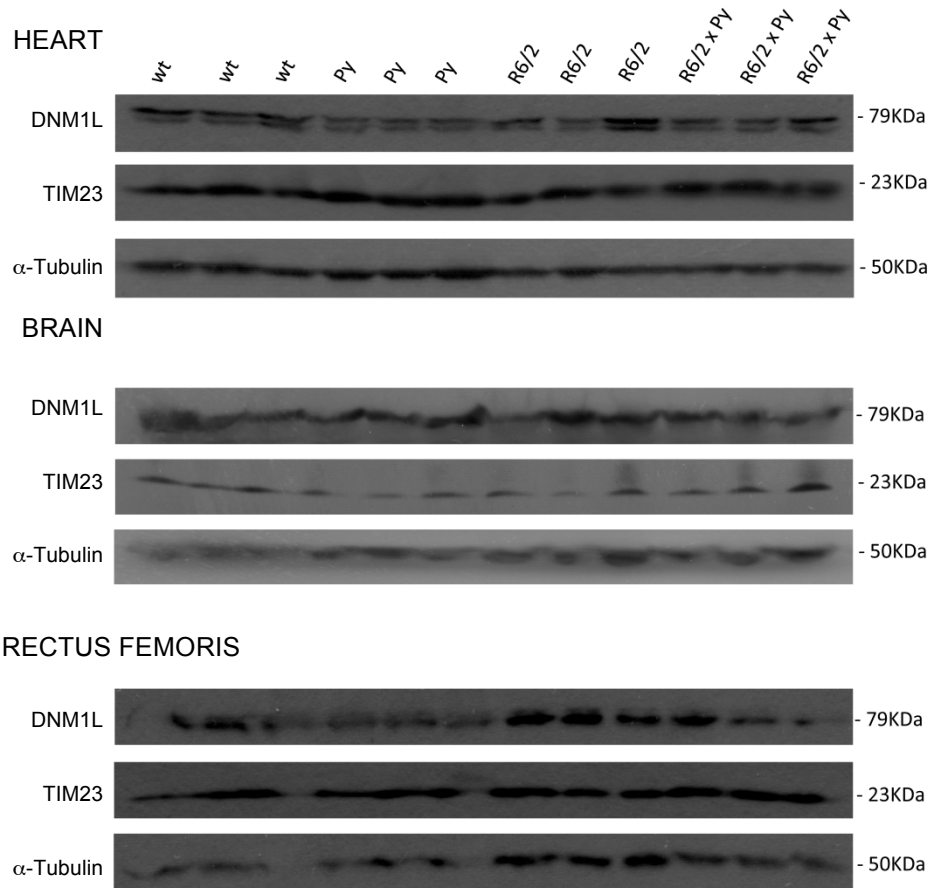 HEART
wt wt wt Py Py Py R6/2 R6/2 R6/2 R6/2 x Py R6/2 x Py R6/2 x Py
DNM1L - 79KDa
TIM23 - 23KDa
α-Tubulin - 50KDa
BRAIN
DNM1L - 79KDa
TIM23 - 23KDa
α-Tubulin - 50KDa
RECTUS FEMORIS
DNM1L - 79KDa
TIM23 - 23KDa
α-Tubulin - 50KDa